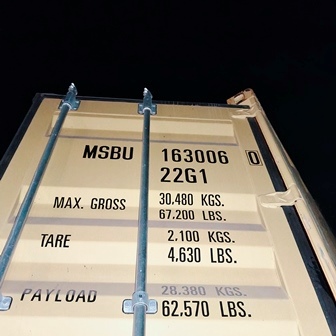 MSBU 163006 0
22G1
MAX. GROSS 30.480 KGS.
67.200 LBS.
TARE 2.100 KGS.
4.630 LBS.
PAYLOAD 28.380 KGS.
62.570 LBS.